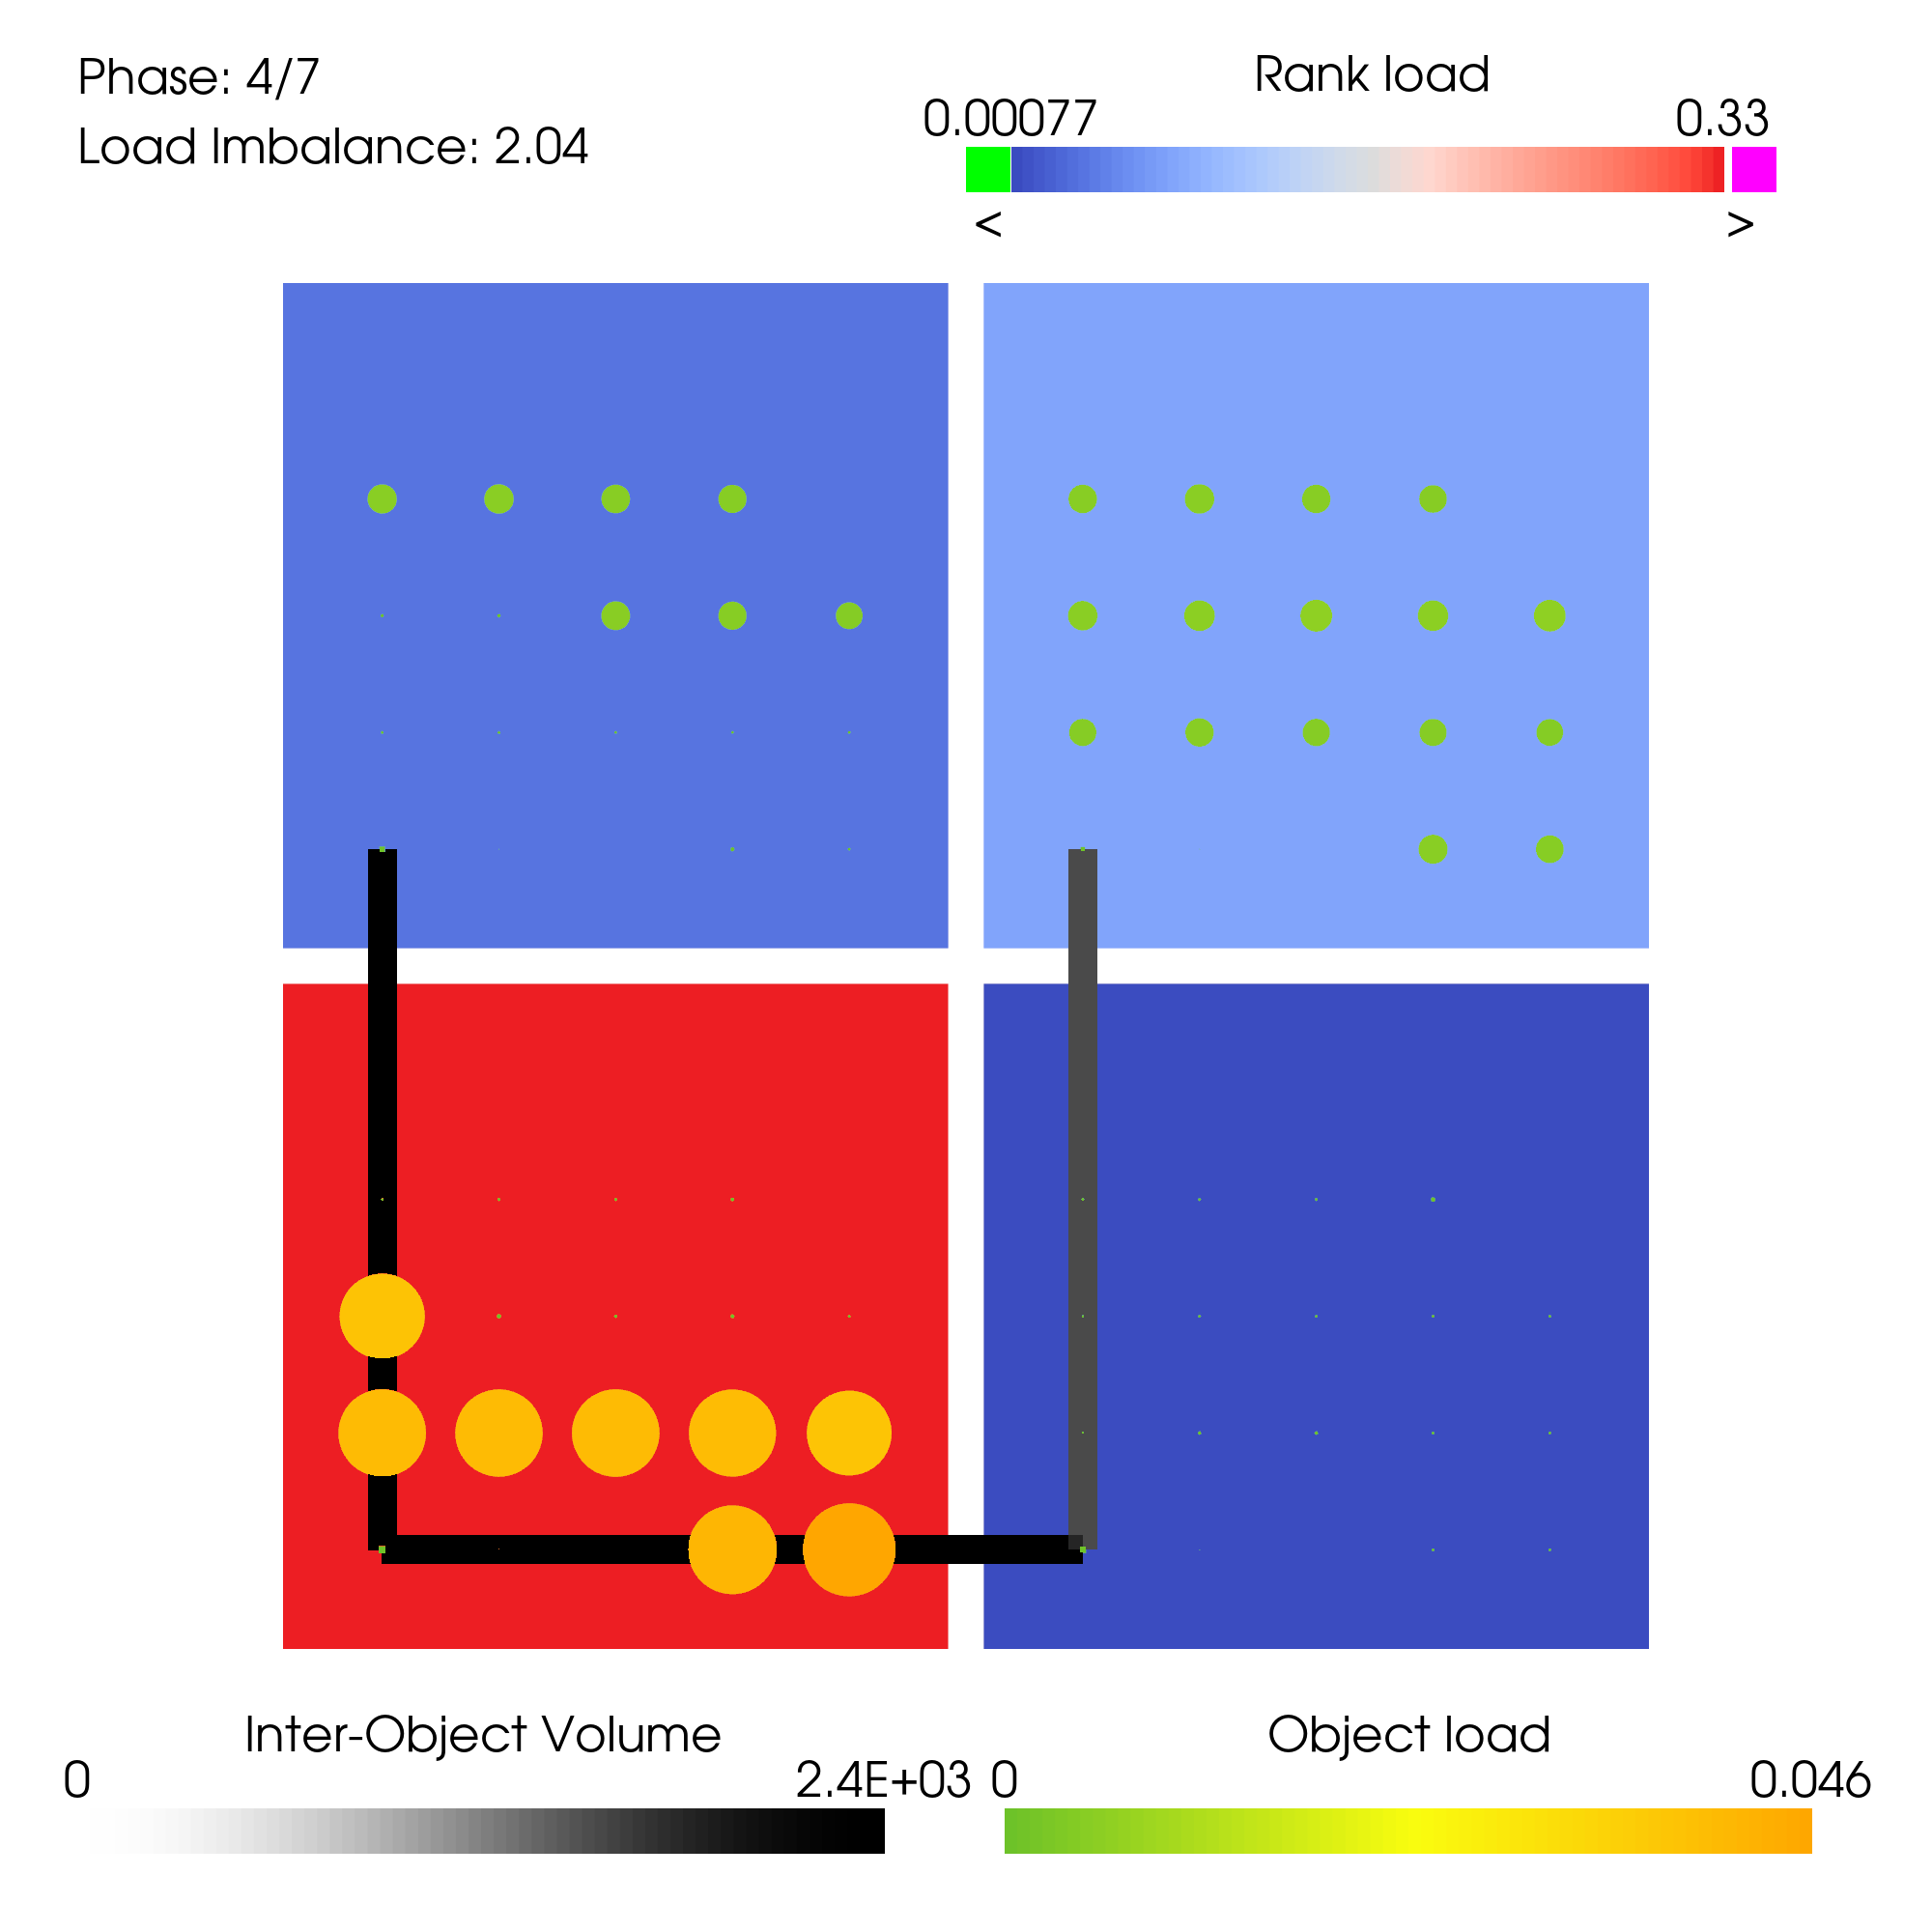 Phase: 4/7
Load Imbalance: 2.04
Rank load
0.00077 0.33
< >
Inter-Object Volume
0 2.4E+03
Object load
0 0.046